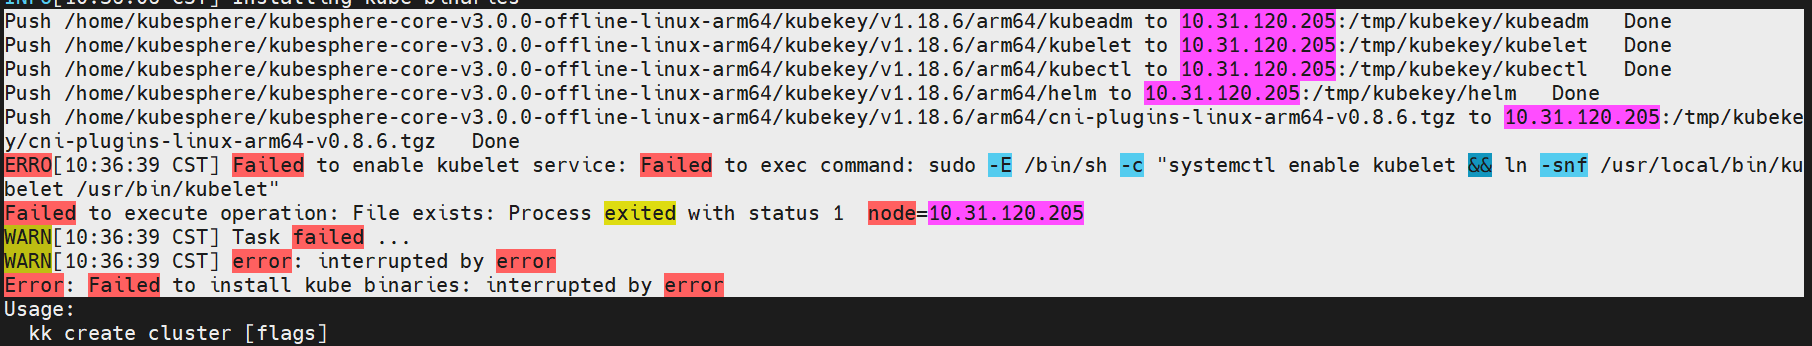 INFO[10:36:06 CST] Installing kube binaries
Push /home/kubesphere/kubesphere-core-v3.0.0-offline-linux-arm64/kubekey/v1.18.6/arm64/kubeadm to 10.31.120.205:/tmp/kubekey/kubeadm   Done
Push /home/kubesphere/kubesphere-core-v3.0.0-offline-linux-arm64/kubekey/v1.18.6/arm64/kubelet to 10.31.120.205:/tmp/kubekey/kubelet   Done
Push /home/kubesphere/kubesphere-core-v3.0.0-offline-linux-arm64/kubekey/v1.18.6/arm64/kubectl to 10.31.120.205:/tmp/kubekey/kubectl   Done
Push /home/kubesphere/kubesphere-core-v3.0.0-offline-linux-arm64/kubekey/v1.18.6/arm64/helm to 10.31.120.205:/tmp/kubekey/helm   Done
Push /home/kubesphere/kubesphere-core-v3.0.0-offline-linux-arm64/kubekey/v1.18.6/arm64/cni-plugins-linux-arm64-v0.8.6.tgz to 10.31.120.205:/tmp/kubeke
y/cni-plugins-linux-arm64-v0.8.6.tgz   Done
ERRO[10:36:39 CST] Failed to enable kubelet service: Failed to exec command: sudo -E /bin/sh -c "systemctl enable kubelet && ln -snf /usr/local/bin/ku
belet /usr/bin/kubelet"
Failed to execute operation: File exists: Process exited with status 1  node=10.31.120.205
WARN[10:36:39 CST] Task failed ...
WARN[10:36:39 CST] error: interrupted by error
Error: Failed to install kube binaries: interrupted by error
Usage:
  kk create cluster [flags]